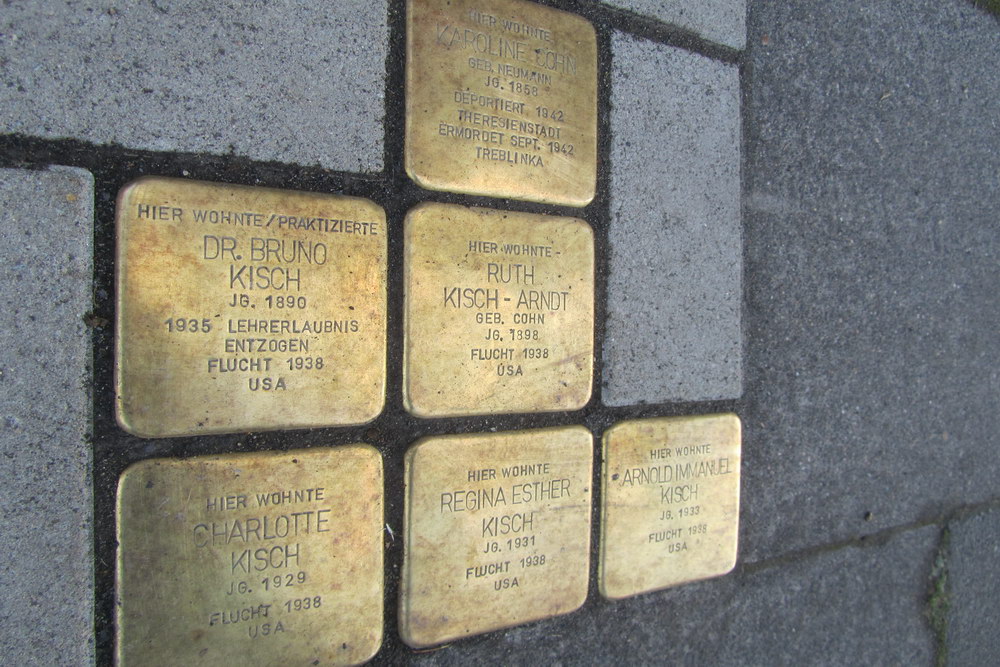 HIER WOHNTE
KAROLINE COHN
GEB. NEUMANN
JG. 1858
DEPORTIERT 1942
THERESIENSTADT
ERMORDET SEPT. 1942
TREBLINKA
HIER WOHNTE/PRAKTIZIERTE
DR. BRUNO
KISCH
JG. 1890
1935 LEHRERLAUBNIS
ENTZOGEN
FLUCHT 1938
USA
HIER WOHNTE
RUTH
KISCH - ARNDT
GEB. COHN
JG. 1898
FLUCHT 1938
USA
HIER WOHNTE
CHARLOTTE
KISCH
JG. 1929
FLUCHT 1938
USA
HIER WOHNTE
REGINA ESTHER
KISCH
JG. 1931
FLUCHT 1938
USA
HIER WOHNTE
ARNOLD IMMANUEL
KISCH
JG. 1933
FLUCHT 1938
USA